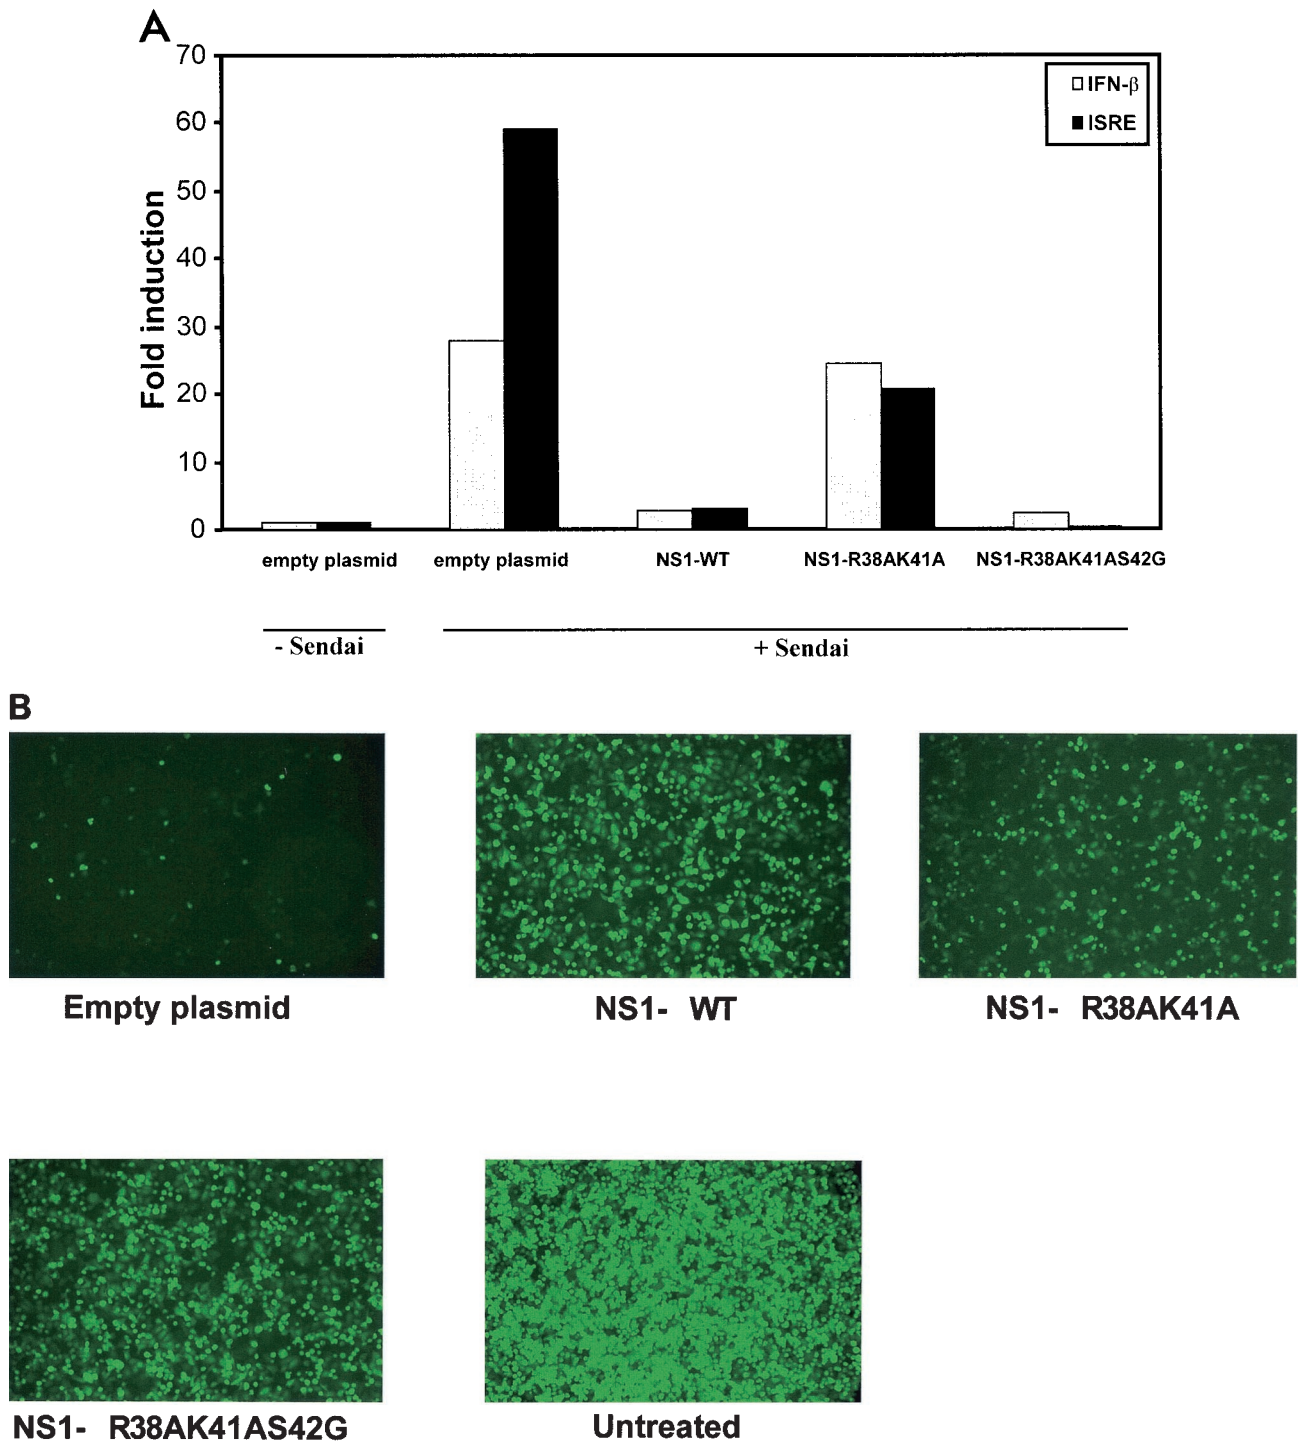 A
70
60
50
40
30
20
10
0
Fold induction
IFN-β
ISRE
empty plasmid empty plasmid NS1-WT NS1-R38AK41A NS1-R38AK41AS42G
- Sendai + Sendai
B
Empty plasmid NS1- WT NS1- R38AK41A
NS1- R38AK41AS42G Untreated